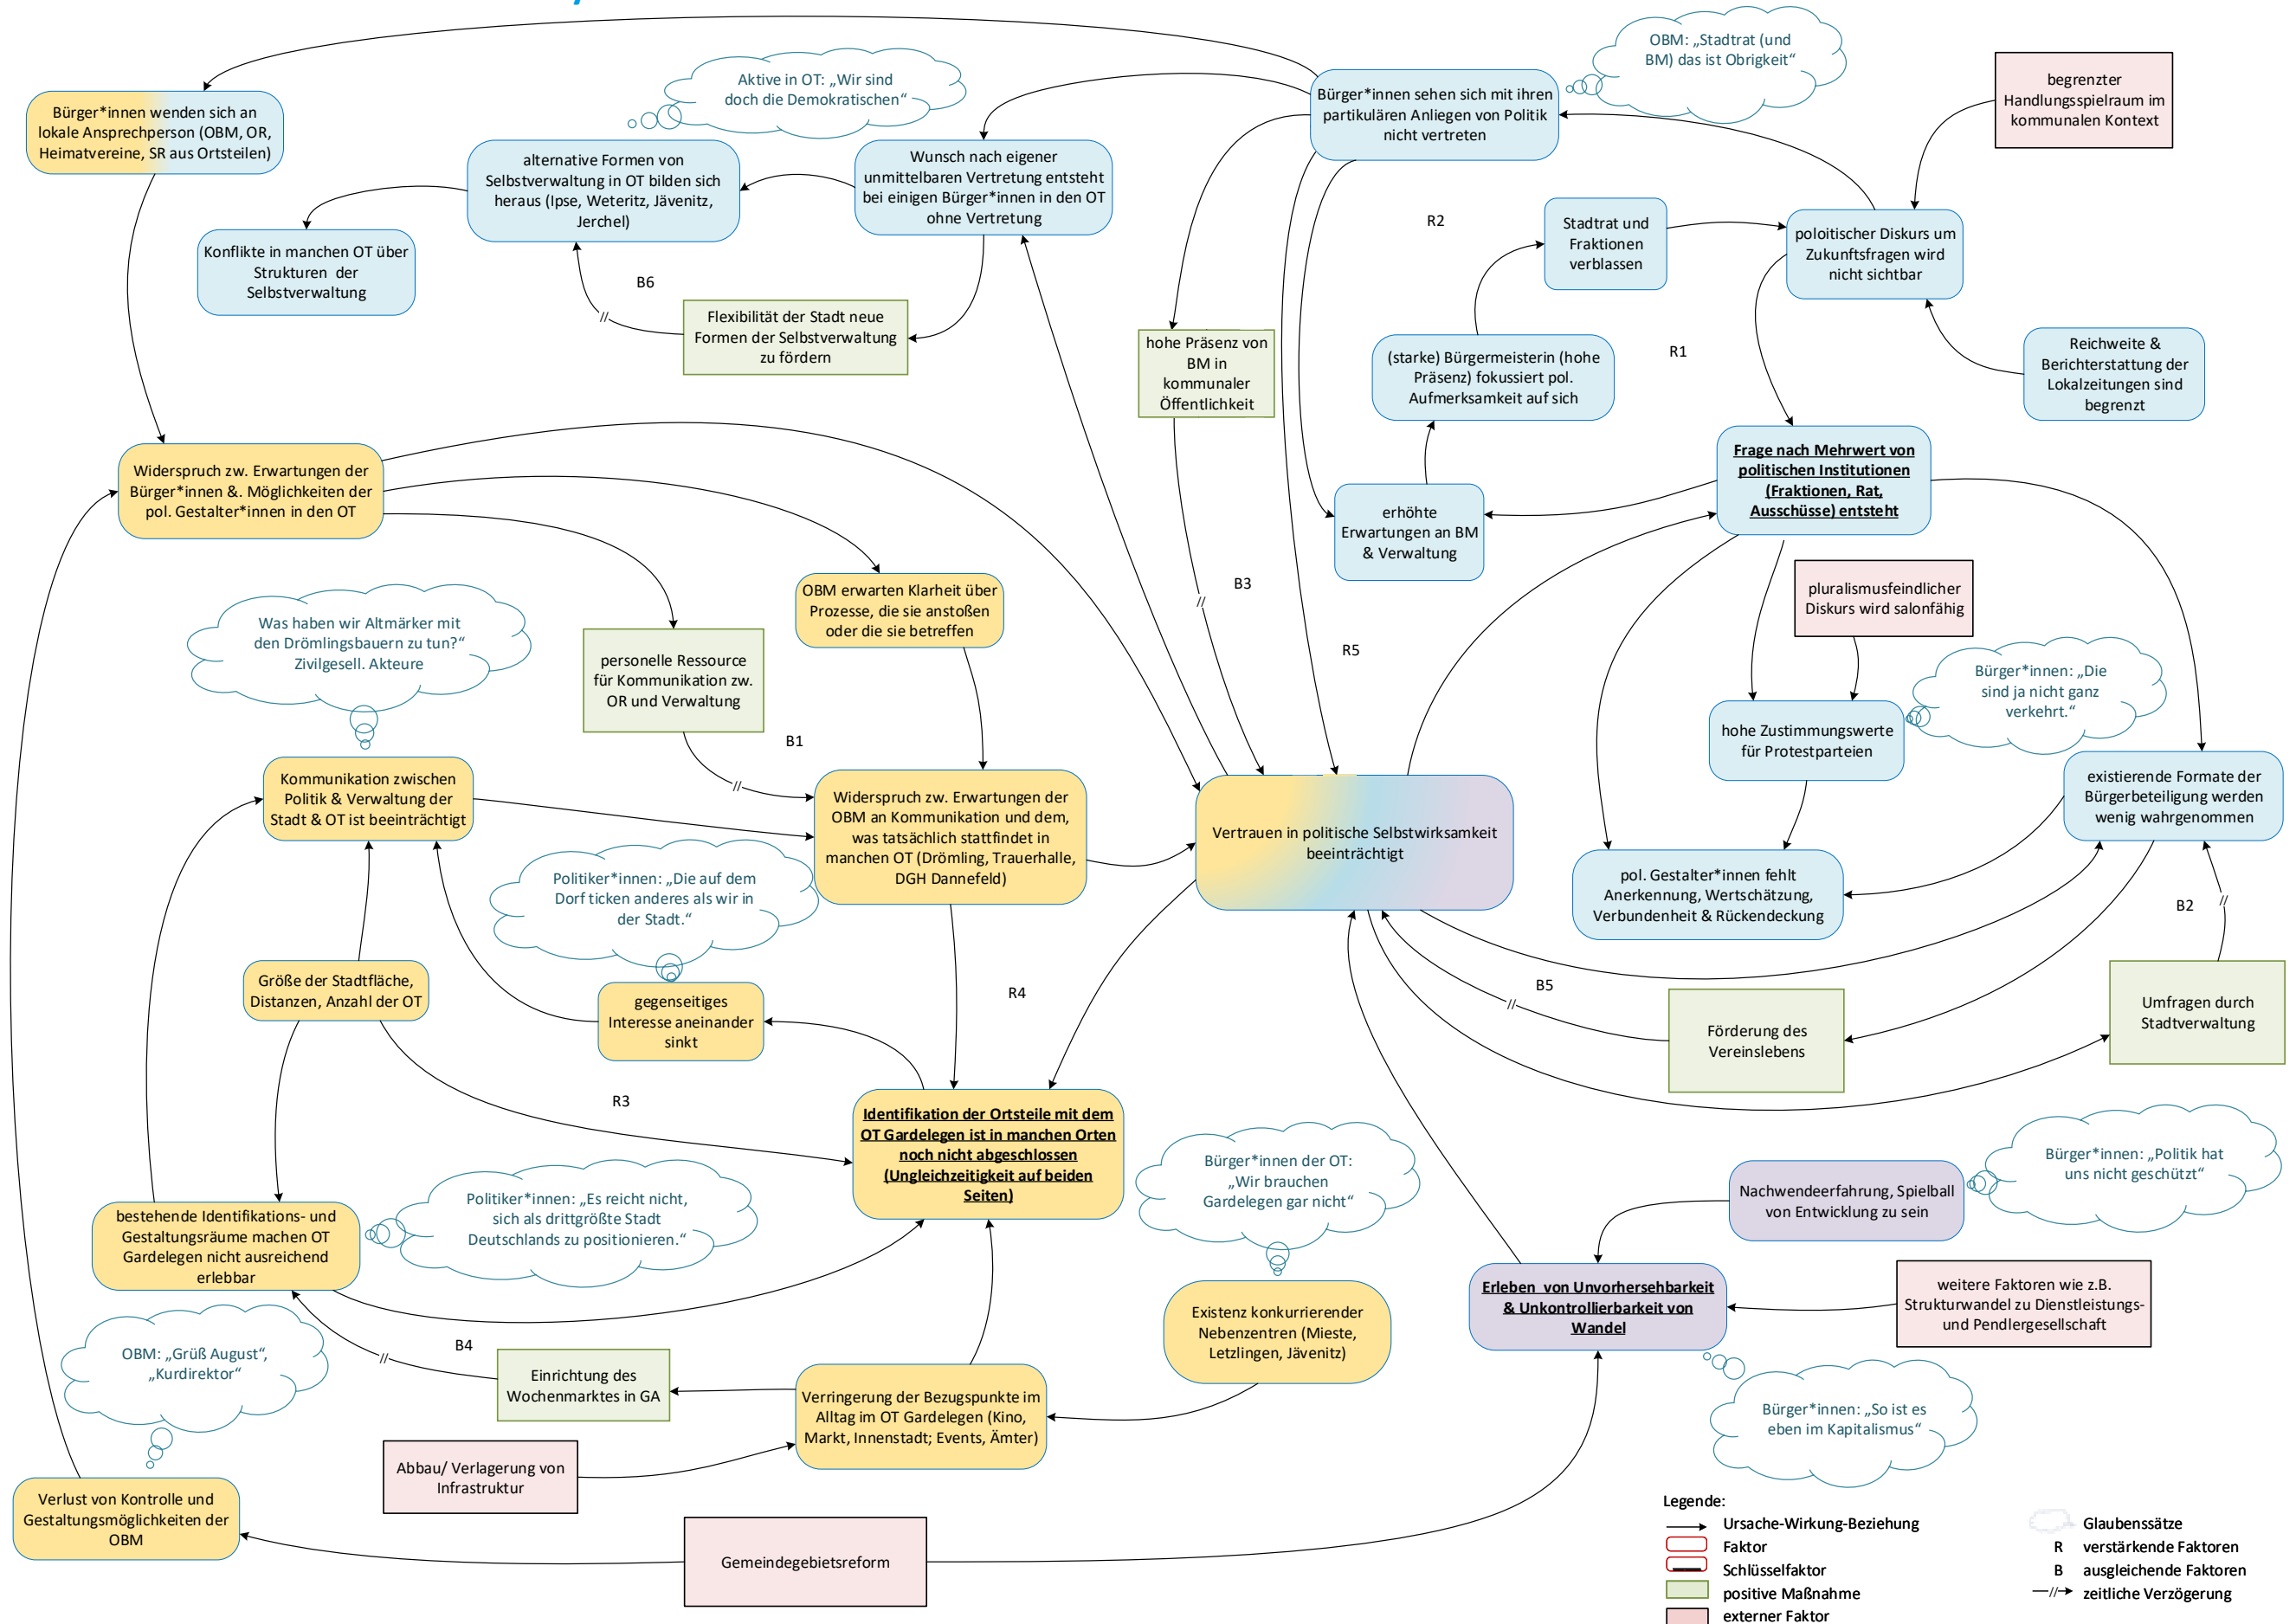 OBM: „Stadtrat (und
BM) das ist Obrigkeit“
Aktive in OT: „Wir sind
doch die Demokratischen“
begrenzter
Handlungsspielraum im
kommunalen Kontext
Bürger*innen wenden sich an
lokale Ansprechperson (OBM, OR,
Heimatvereine, SR aus Ortsteilen)
Bürger*innen sehen sich mit ihren
partikulären Anliegen von Politik
nicht vertreten
alternative Formen von
Selbstverwaltung in OT bilden sich
heraus (Ipse, Weteritz, Jävenitz,
Jerchel)
Wunsch nach eigener
unmittelbaren Vertretung entsteht
bei einigen Bürger*innen in den OT
ohne Vertretung
R2
Stadtrat und
Fraktionen
verblassen
poloitischer Diskurs um
Zukunftsfragen wird
nicht sichtbar
Konflikte in manchen OT über
Strukturen der
Selbstverwaltung
B6
Flexibilität der Stadt neue
Formen der Selbstverwaltung
zu fördern
hohe Präsenz von
BM in
kommunaler
Öffentlichkeit
(starke) Bürgermeisterin (hohe
Präsenz) fokussiert pol.
Aufmerksamkeit auf sich
R1
Reichweite &
Berichterstattung der
Lokalzeitungen sind
begrenzt
Widerspruch zw. Erwartungen der
Bürger*innen &. Möglichkeiten der
pol. Gestalter*innen in den OT
Frage nach Mehrwert von
politischen Institutionen
(Fraktionen, Rat,
Ausschüsse) entsteht
erhöhte
Erwartungen an BM
& Verwaltung
B3
//
OBM erwarten Klarheit über
Prozesse, die sie anstoßen
oder die sie betreffen
pluralismusfeindlicher
Diskurs wird salonfähig
Was haben wir Altmärker mit
den Drömlingsbauern zu tun?“
Zivilgesell. Akteure
personelle Ressource
für Kommunikation zw.
OR und Verwaltung
R5
Bürger*innen: „Die
sind ja nicht ganz
verkehrt.“
hohe Zustimmungswerte
für Protestparteien
B1
//
Kommunikation zwischen
Politik & Verwaltung der
Stadt & OT ist beeinträchtigt
Widerspruch zw. Erwartungen der
OBM an Kommunikation und dem,
was tatsächlich stattfindet in
manchen OT (Drömling, Trauerhalle,
DGH Dannefeld)
Vertrauen in politische Selbstwirksamkeit
beeinträchtigt
existierende Formate der
Bürgerbeteiligung werden
wenig wahrgenommen
Politiker*innen: „Die auf dem
Dorf ticken anderes als wir in
der Stadt.“
pol. Gestalter*innen fehlt
Anerkennung, Wertschätzung,
Verbundenheit & Rückendeckung
B2
//
Größe der Stadtfläche,
Distanzen, Anzahl der OT
gegenseitiges
Interesse aneinander
sinkt
R4
B5
//
Förderung des
Vereinslebens
Umfragen durch
Stadtverwaltung
R3
Identifikation der Ortsteile mit dem
OT Gardelegen ist in manchen Orten
noch nicht abgeschlossen
(Ungleichzeitigkeit auf beiden
Seiten)
Bürger*innen der OT:
„Wir brauchen
Gardelegen gar nicht“
Bürger*innen: „Politik hat
uns nicht geschützt“
Nachwendeerfahrung, Spielball
von Entwicklung zu sein
bestehende Identifikations- und
Gestaltungsräume machen OT
Gardelegen nicht ausreichend
erlebbar
Politiker*innen: „Es reicht nicht,
sich als drittgrößte Stadt
Deutschlands zu positionieren.“
Erleben von Unvorhersehbarkeit
& Unkontrollierbarkeit von
Wandel
weitere Faktoren wie z.B.
Strukturwandel zu Dienstleistungs-
und Pendlergesellschaft
Existenz konkurrierender
Nebenzentren (Mieste,
Letzlingen, Jävenitz)
OBM: „Grüß August“,
„Kurdirektor“
B4
//
Einrichtung des
Wochenmarktes in GA
Verringerung der Bezugspunkte im
Alltag im OT Gardelegen (Kino,
Markt, Innenstadt; Events, Ämter)
Bürger*innen: „So ist es
eben im Kapitalismus“
Abbau/ Verlagerung von
Infrastruktur
Verlust von Kontrolle und
Gestaltungsmöglichkeiten der
OBM
Gemeindegebietsreform
Legende:
Ursache-Wirkung-Beziehung
Faktor
Schlüsselfaktor
positive Maßnahme
externer Faktor
Glaubenssätze
R verstärkende Faktoren
B ausgleichende Faktoren
// zeitliche Verzögerung